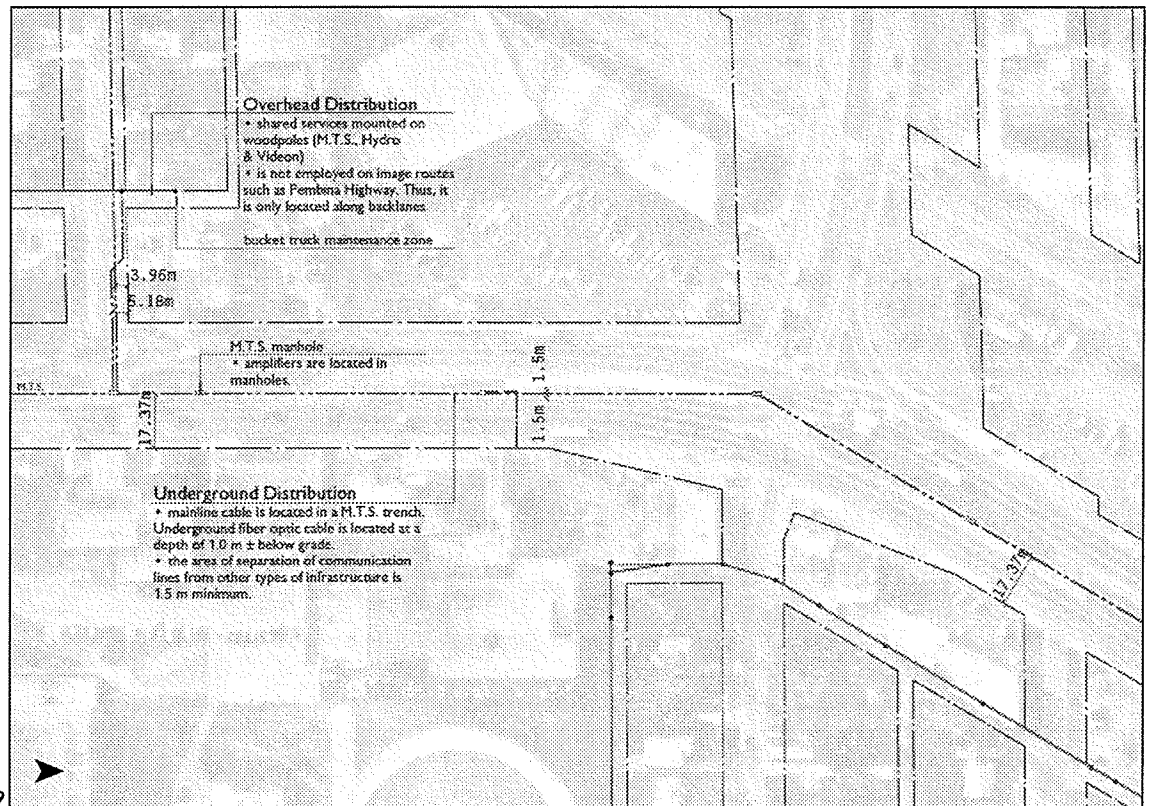 Overhead Distribution
• shared services mounted on
woodpoles (M.T.S., Hydro
& Videon)
• is not employed on image routes
such as Pembina Highway. Thus, it
is only located along backlanes
bucket truck maintenance zone
3.96m
5.18m
M.T.S. manhole
• amplifiers are located in
manholes.
M.T.S.
17.37m
1.5m
1.5m
Underground Distribution
• mainline cable is located in a M.T.S. trench.
Underground fiber optic cable is located at a
depth of 1.0 m ± below grade.
• the area of separation of communication
lines from other types of infrastructure is
1.5 m minimum.
17.37m